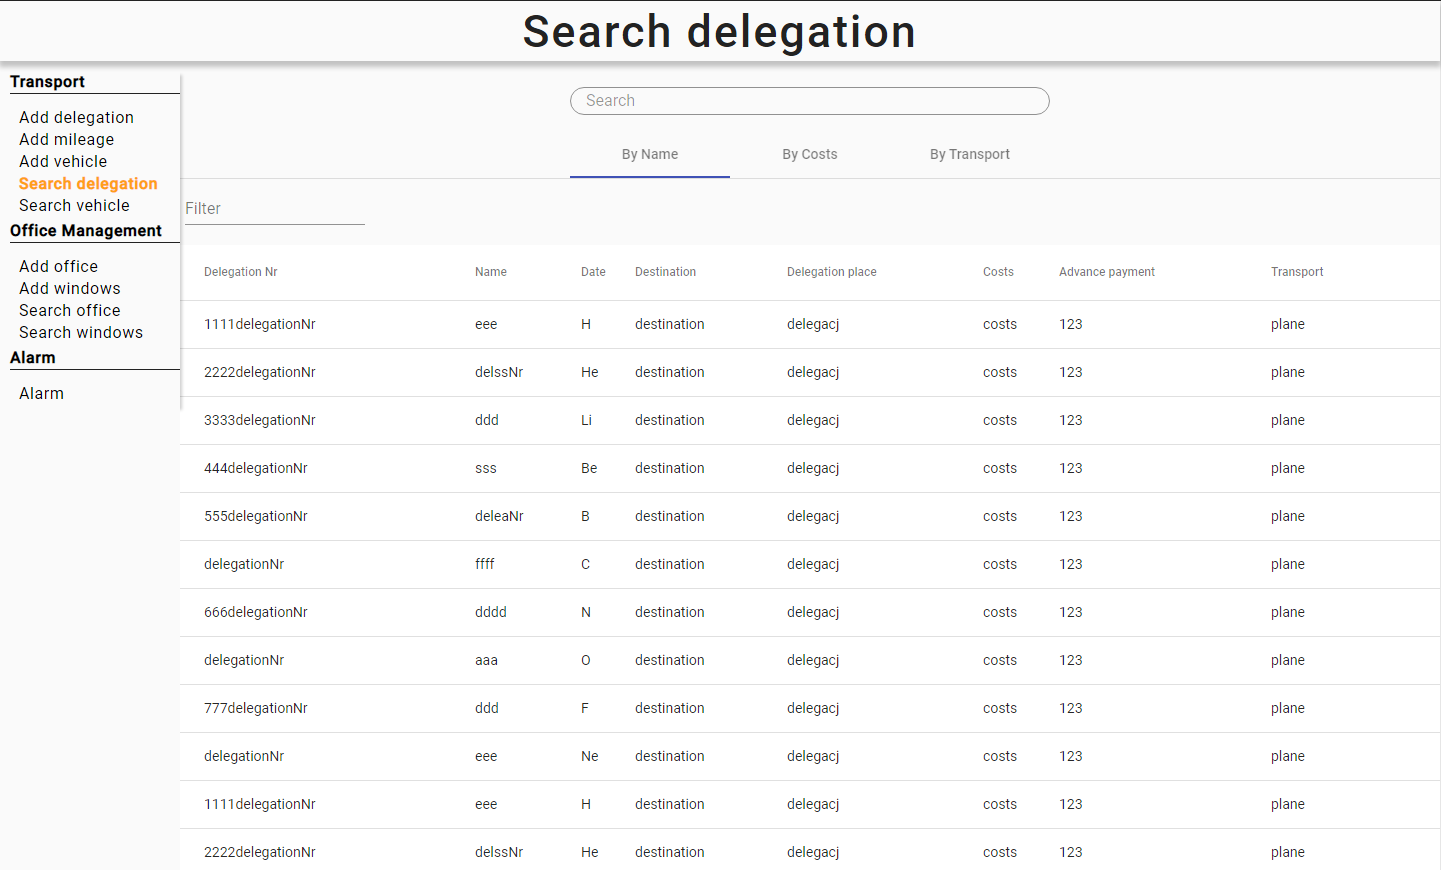 Search delegation
Transport
Add delegation
Add mileage
Add vehicle
Search delegation
Search vehicle
Office Management
Add office
Add windows
Search office
Search windows
Alarm
Alarm
Search
By Name By Costs By Transport
Filter
Delegation Nr Name Date Destination Delegation place Costs Advance payment Transport
1111delegationNr eee H destination delegacj costs 123 plane
2222delegationNr delssNr He destination delegacj costs 123 plane
3333delegationNr ddd Li destination delegacj costs 123 plane
444delegationNr sss Be destination delegacj costs 123 plane
555delegationNr deleaNr B destination delegacj costs 123 plane
delegationNr ffff C destination delegacj costs 123 plane
666delegationNr dddd N destination delegacj costs 123 plane
delegationNr aaa O destination delegacj costs 123 plane
777delegationNr ddd F destination delegacj costs 123 plane
delegationNr eee Ne destination delegacj costs 123 plane
1111delegationNr eee H destination delegacj costs 123 plane
2222delegationNr delssNr He destination delegacj costs 123 plane